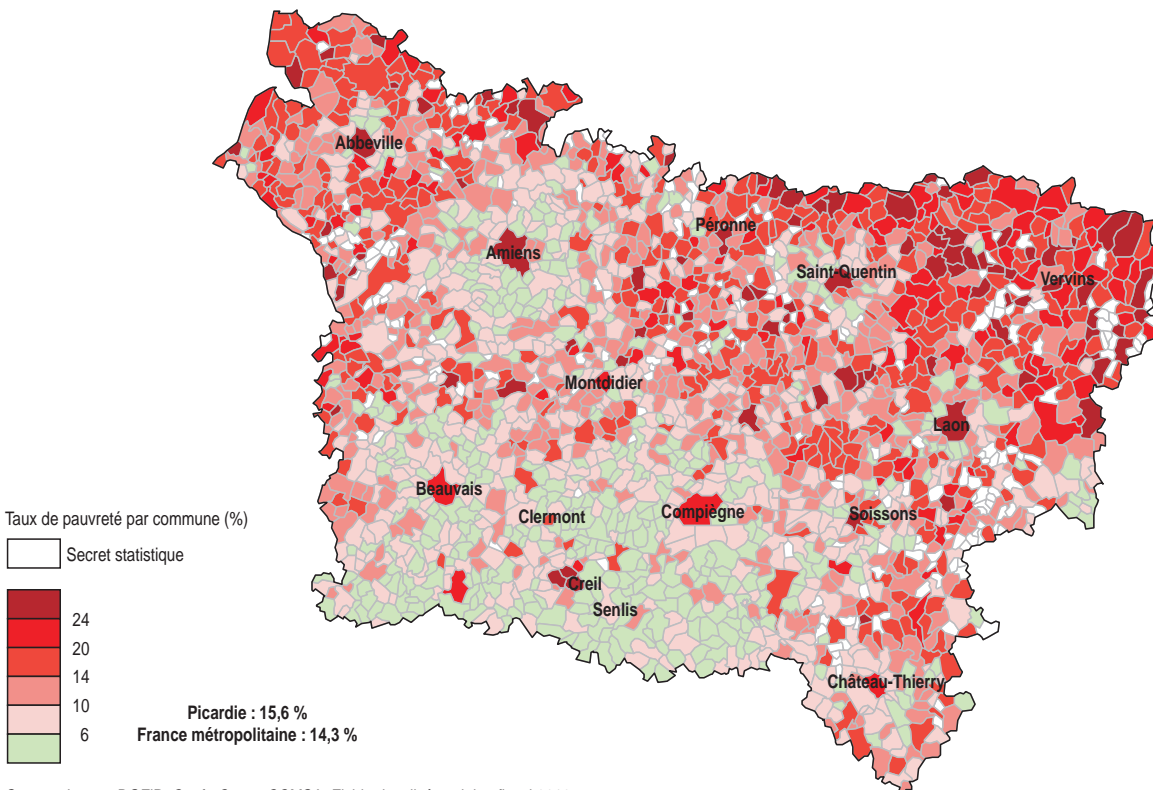 Abbeville
Péronne
Amiens
Saint-Quentin
Vervins
Montdidier
Laon
Beauvais
Clermont
Compiègne
Soissons
Creil
Senlis
Château-Thierry
Taux de pauvreté par commune (%)
Secret statistique
24
20
14
10
6
Picardie : 15,6 %
France métropolitaine : 14,3 %